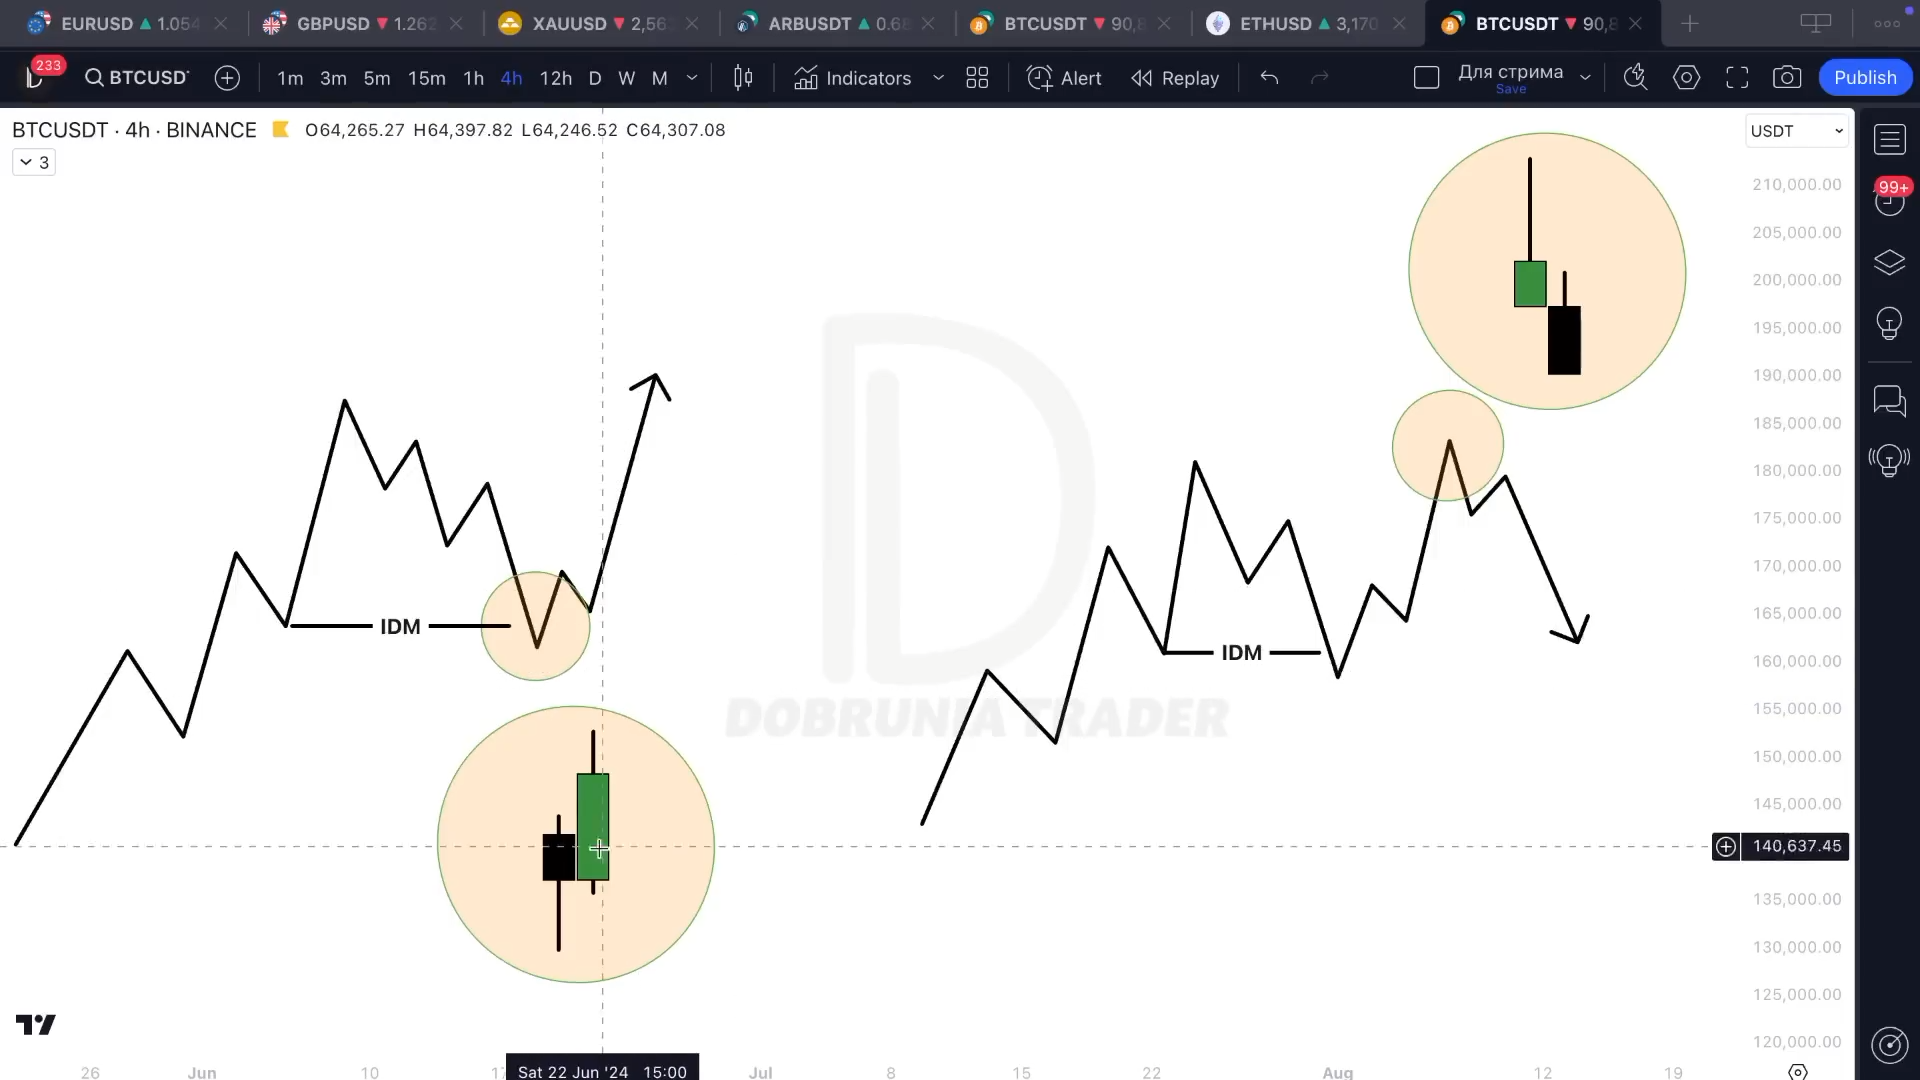 EURUSD 1.054
GBPUSD 1.262
XAUUSD 2,562
ARBUSDT 0.68
BTCUSDT 90,8
ETHUSD 3,170
BTCUSDT 90,8
233
BTCUSD
1m 3m 5m 15m 1h 4h 12h D W M
Indicators
Alert
Replay
Для стрима
Save
Publish
BTCUSDT · 4h · BINANCE O64,265.27 H64,397.82 L64,246.52 C64,307.08
USDT
3
99+
210,000.00
205,000.00
200,000.00
195,000.00
190,000.00
185,000.00
180,000.00
175,000.00
170,000.00
165,000.00
160,000.00
155,000.00
150,000.00
145,000.00
140,637.45
135,000.00
130,000.00
125,000.00
120,000.00
IDM
IDM
DOBRUNIA TRADER
26 Jun 10 17 Sat 22 Jun '24 15:00 Jul 8 15 22 Aug 12 19